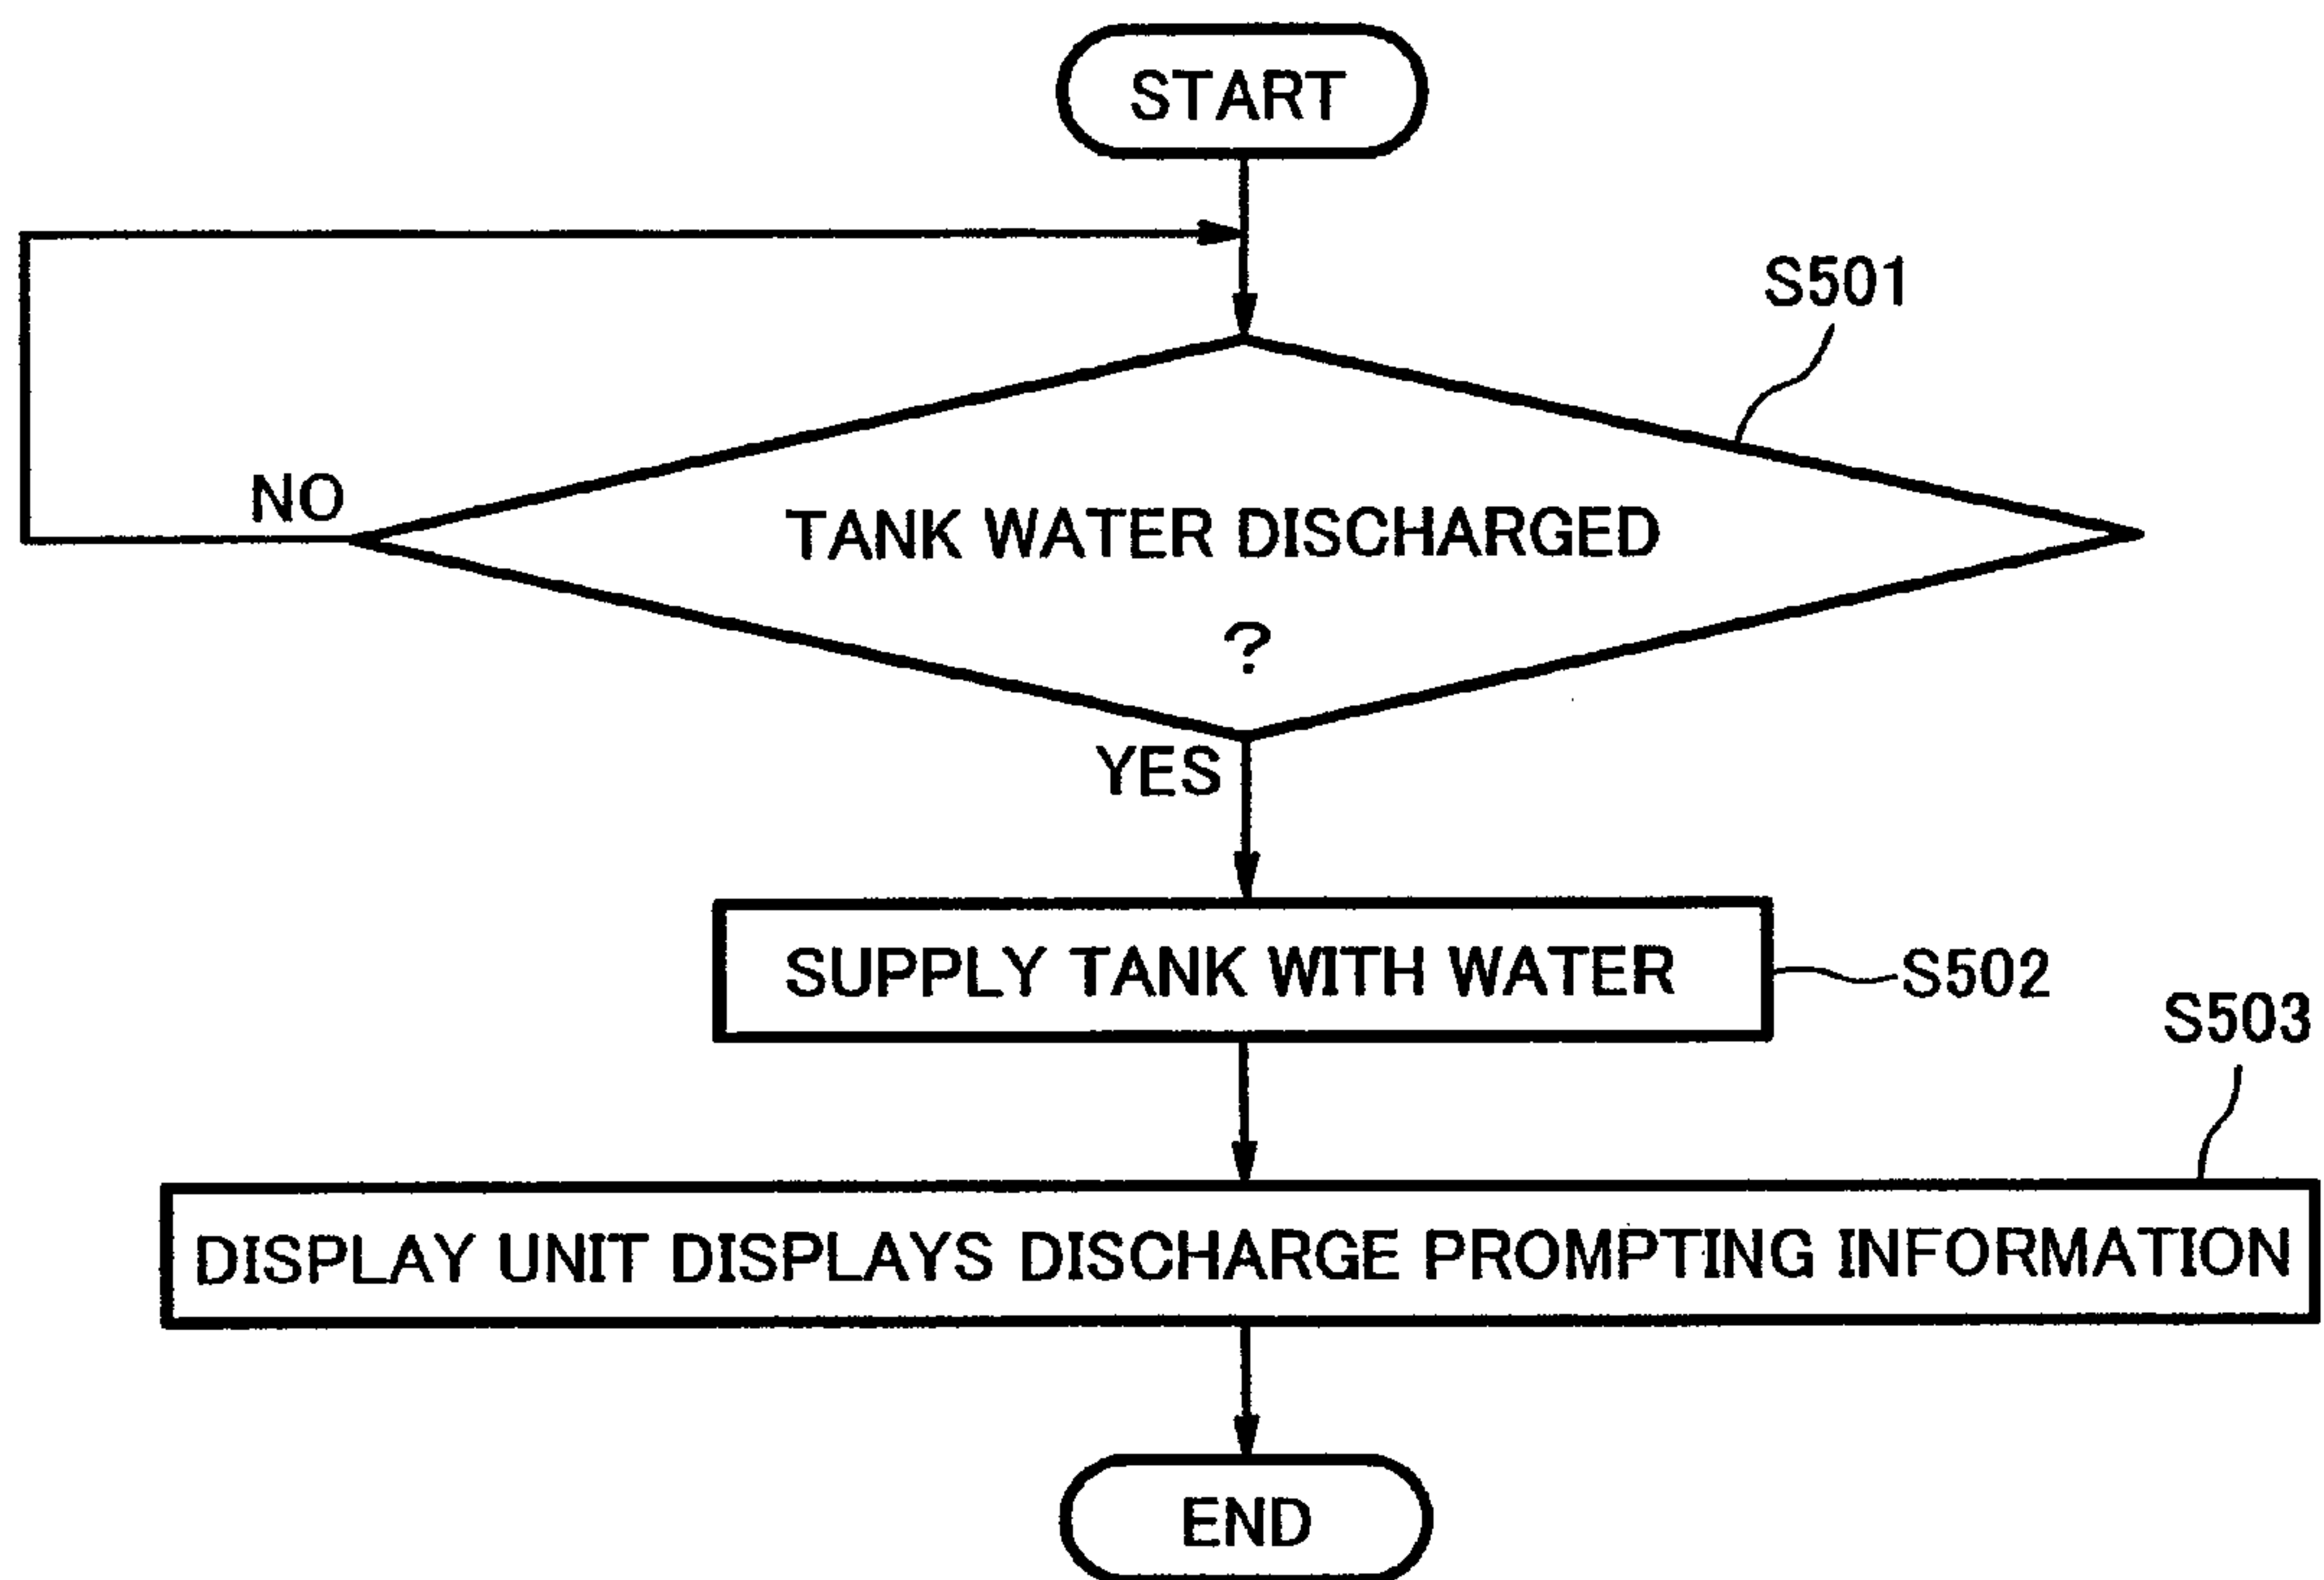 START
S501
NO
TANK WATER DISCHARGED
?
YES
SUPPLY TANK WITH WATER
S502
S503
DISPLAY UNIT DISPLAYS DISCHARGE PROMPTING INFORMATION
END